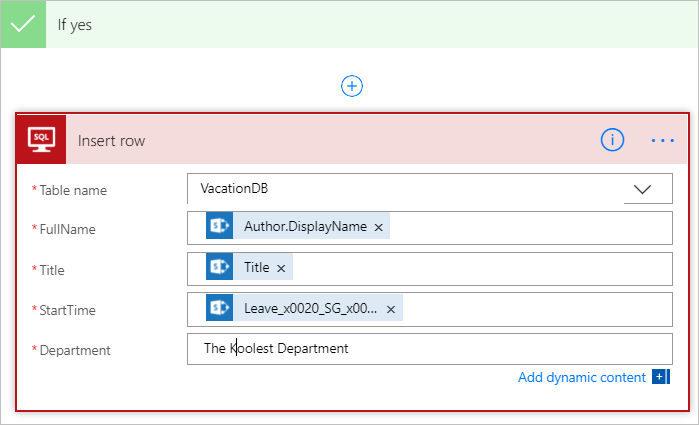 If yes
SQL
Insert row
* Table name
VacationDB
* FullName
S Author.DisplayName ×
* Title
S Title ×
* StartTime
S Leave_x0020_SG_x00... ×
* Department
The Koolest Department
Add dynamic content